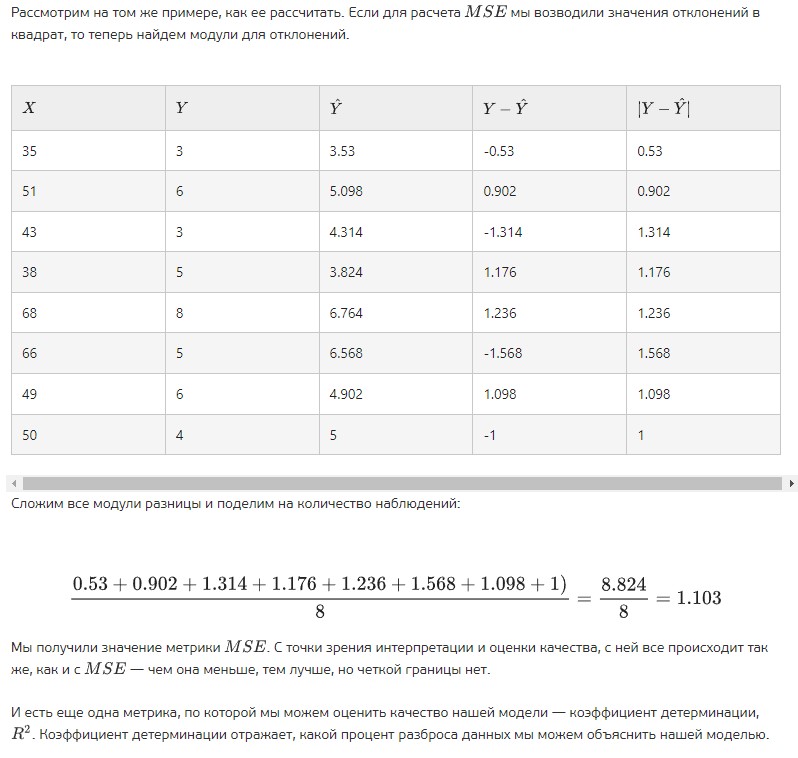 Рассмотрим на том же примере, как ее рассчитать. Если для расчета MSE мы возводили значения отклонений в
квадрат, то теперь найдем модули для отклонений.
X Y Ŷ Y − Ŷ |Y − Ŷ|
35 3 3.53 -0.53 0.53
51 6 5.098 0.902 0.902
43 3 4.314 -1.314 1.314
38 5 3.824 1.176 1.176
68 8 6.764 1.236 1.236
66 5 6.568 -1.568 1.568
49 6 4.902 1.098 1.098
50 4 5 -1 1
Сложим все модули разницы и поделим на количество наблюдений:
0.53 + 0.902 + 1.314 + 1.176 + 1.236 + 1.568 + 1.098 + 1) / 8 = 8.824 / 8 = 1.103
Мы получили значение метрики MSE. С точки зрения интерпретации и оценки качества, с ней все происходит так
же, как и с MSE — чем она меньше, тем лучше, но четкой границы нет.
И есть еще одна метрика, по которой мы можем оценить качество нашей модели — коэффициент детерминации,
R². Коэффициент детерминации отражает, какой процент разброса данных мы можем объяснить нашей моделью.